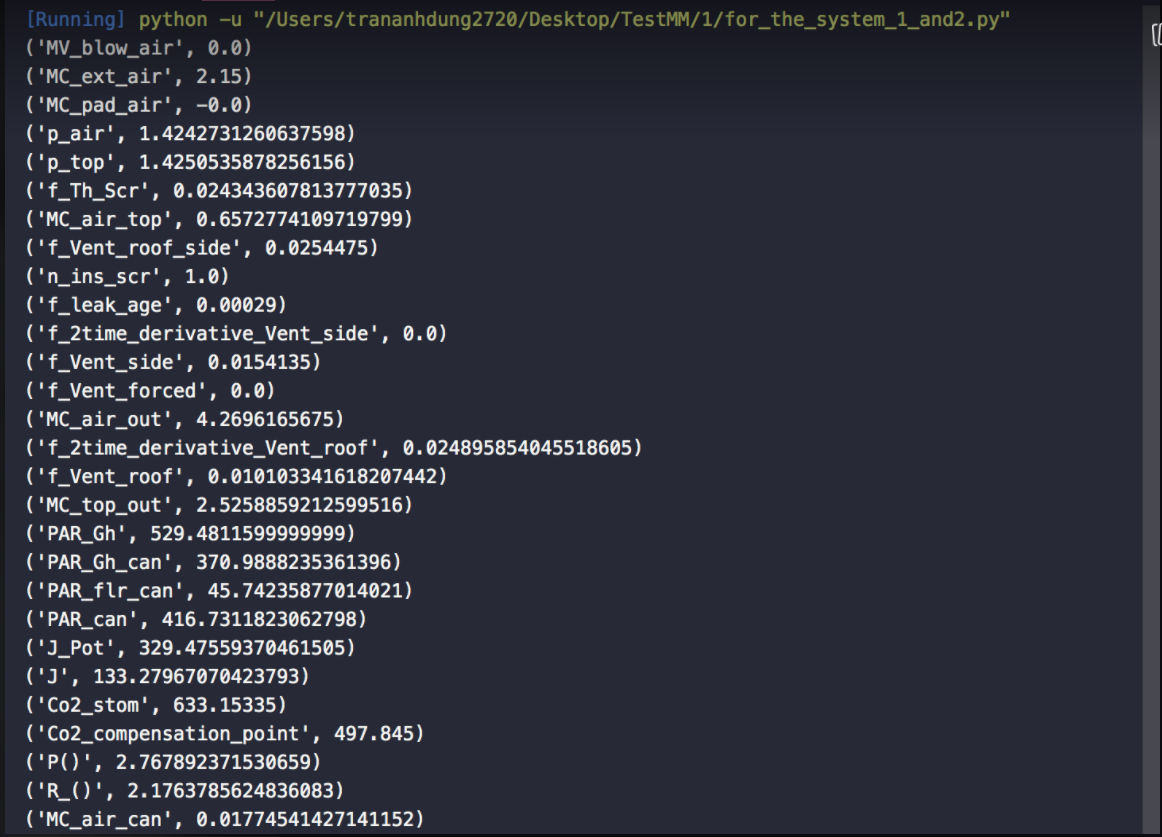 [Running] python -u "/Users/trananhdung2720/Desktop/TestMM/1/for_the_system_1_and2.py"
('MV_blow_air', 0.0)
('MC_ext_air', 2.15)
('MC_pad_air', -0.0)
('p_air', 1.4242731260637598)
('p_top', 1.4250535878256156)
('f_Th_Scr', 0.024343607813777035)
('MC_air_top', 0.6572774109719799)
('f_Vent_roof_side', 0.0254475)
('n_ins_scr', 1.0)
('f_leak_age', 0.00029)
('f_2time_derivative_Vent_side', 0.0)
('f_Vent_side', 0.0154135)
('f_Vent_forced', 0.0)
('MC_air_out', 4.2696165675)
('f_2time_derivative_Vent_roof', 0.024895854045518605)
('f_Vent_roof', 0.010103341618207442)
('MC_top_out', 2.5258859212599516)
('PAR_Gh', 529.4811599999999)
('PAR_Gh_can', 370.9888235361396)
('PAR_flr_can', 45.74235877014021)
('PAR_can', 416.7311823062798)
('J_Pot', 329.47559370461505)
('J', 133.27967070423793)
('Co2_stom', 633.15335)
('Co2_compensation_point', 497.845)
('P()', 2.767892371530659)
('R_()', 2.1763785624836083)
('MC_air_can', 0.01774541427141152)